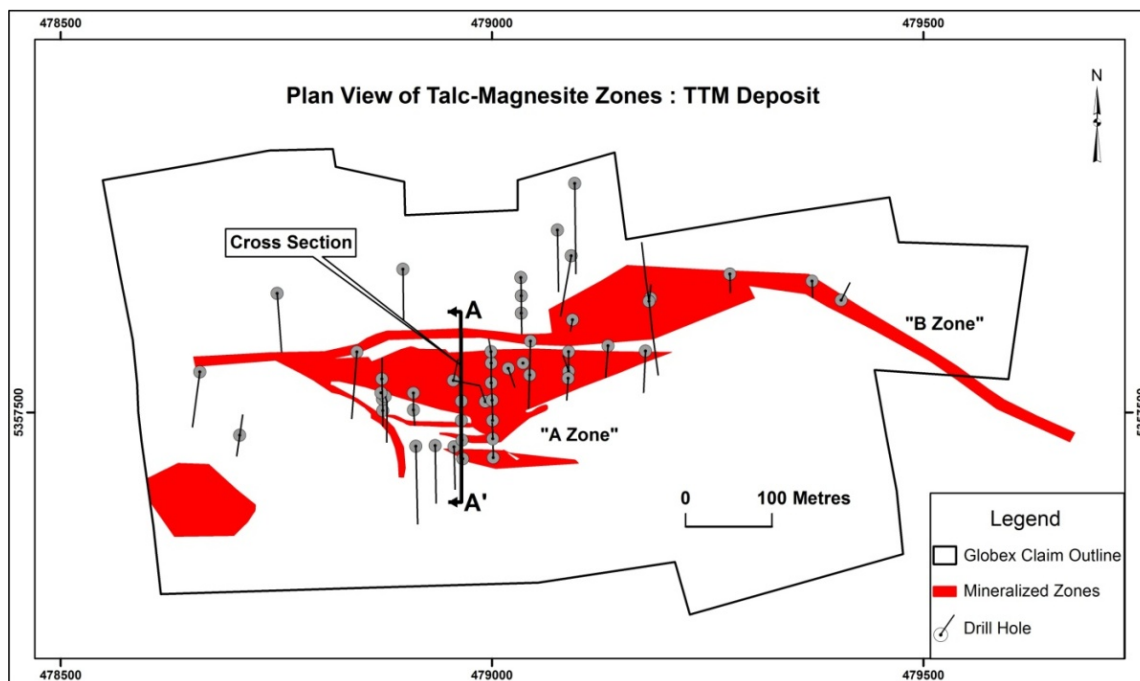 478500
479000
479500
Plan View of Talc-Magnesite Zones : TTM Deposit
N
Cross Section
A
"B Zone"
5357500
5357500
"A Zone"
A'
0
100 Metres
Legend
Globex Claim Outline
Mineralized Zones
Drill Hole
478500
479000
479500